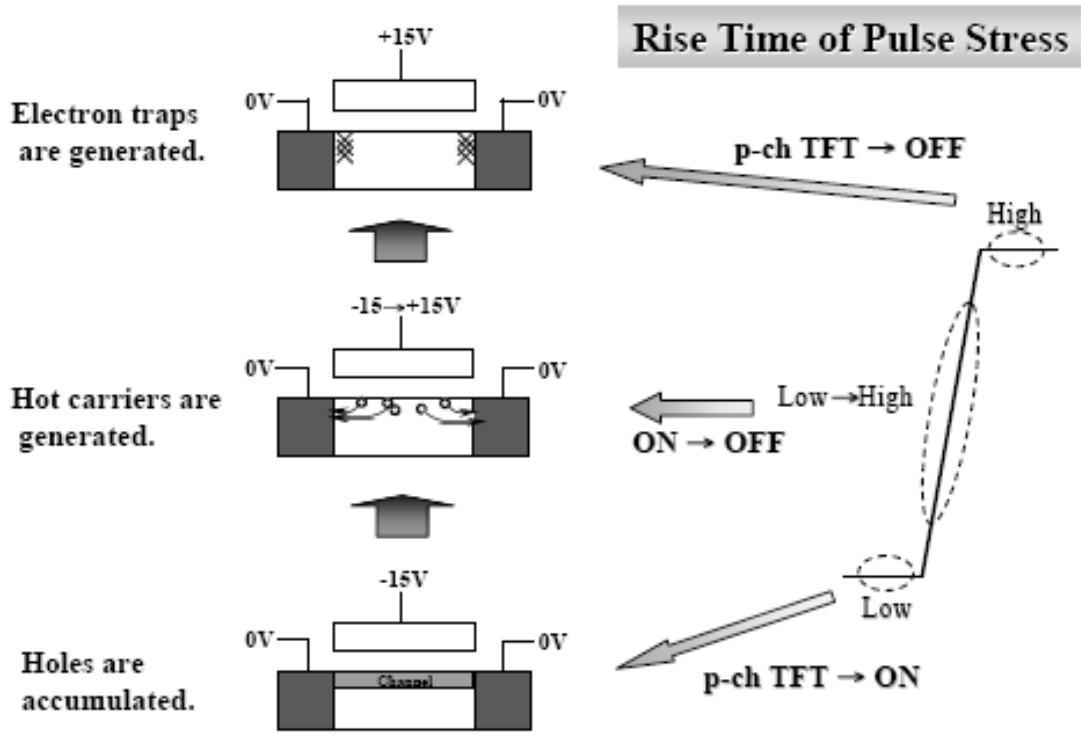 Rise Time of Pulse Stress
+15V
0V
0V
Electron traps
are generated.
p-ch TFT → OFF
High
-15→+15V
0V
0V
Hot carriers are
generated.
Low→High
ON → OFF
-15V
Low
0V
0V
Holes are
accumulated.
Channel
p-ch TFT → ON